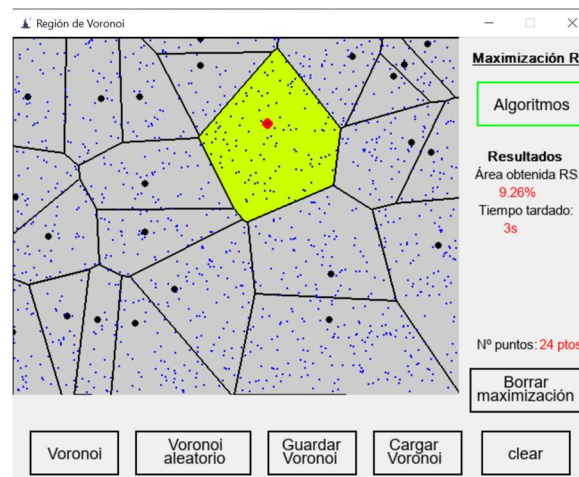 Región de Voronoi
Maximización R
Algoritmos
Resultados
Área obtenida RS:
9.26%
Tiempo tardado:
3s
Nº puntos: 24 ptos
Borrar
maximización
Voronoi
Voronoi
aleatorio
Guardar
Voronoi
Cargar
Voronoi
clear